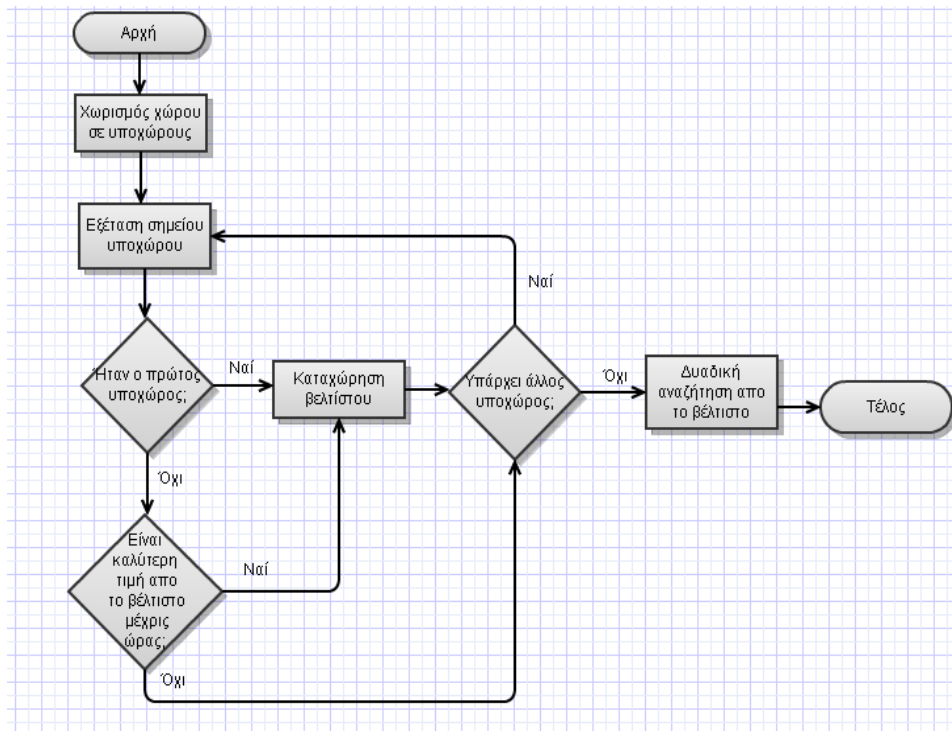 Αρχή
Χωρισμός χώρου
σε υποχώρους
Εξέταση σημείου
υποχώρου
Ναί
Ήταν ο πρώτος
υποχώρος;
Ναί
Καταχώρηση
βελτίστου
Υπάρχει άλλος
υποχώρος;
Όχι
Δυαδική
αναζήτηση απο
το βέλτιστο
Τέλος
Όχι
Είναι
καλύτερη
τιμή απο
το βέλτιστο
μέχρις
ώρας;
Ναί
Όχι